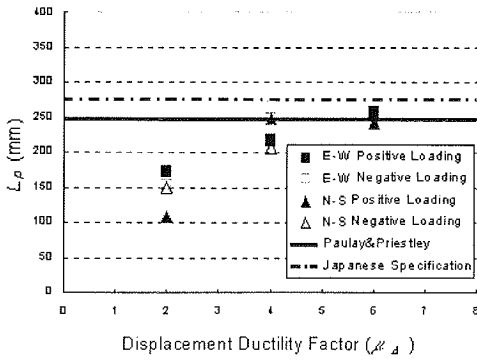 400
350
300
250
200
150
100
50
0
Lp (mm)
E-W Positive Loading
E-W Negative Loading
N-S Positive Loading
N-S Negative Loading
Paulay&Priestley
Japanese Specification
0 1 2 3 4 5 6 7 8
Displacement Ductility Factor (μΔ)